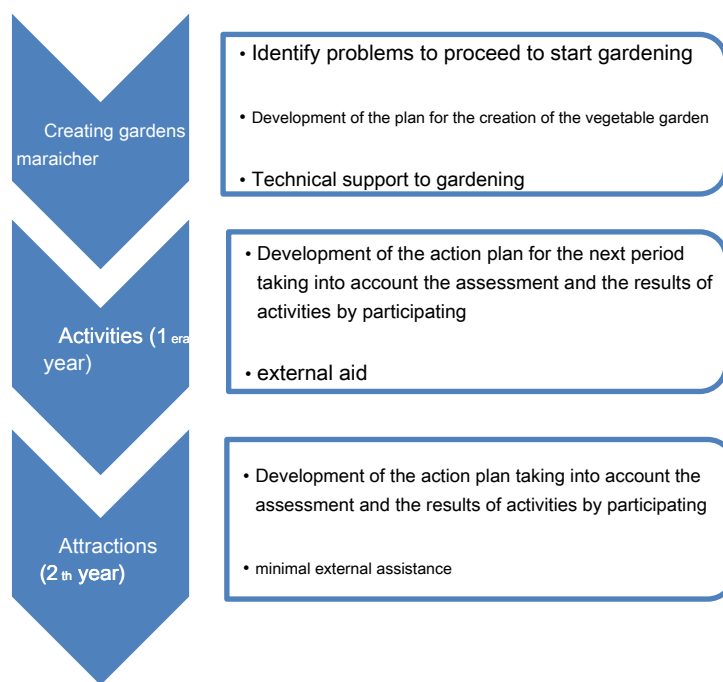 Creating gardens
maraicher
• Identify problems to proceed to start gardening
• Development of the plan for the creation of the vegetable garden
• Technical support to gardening
Activities (1 era
year)
• Development of the action plan for the next period
taking into account the assessment and the results of
activities by participating
• external aid
Attractions
(2 th year)
• Development of the action plan taking into account the
assessment and the results of activities by participating
• minimal external assistance